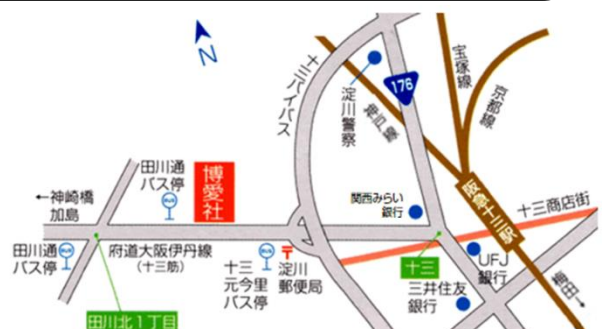 N
十三バイパス
淀川警察
176
神戸線
宝塚線
京都線
田川通
バス停
博愛社
←神崎橋
加島
関西みらい
銀行
阪急十三駅
十三商店街
田川通
バス停
府道大阪伊丹線
(十三筋)
十三
元今里
バス停
〒
淀川
郵便局
十三
UFJ
銀行
三井住友
銀行
梅田→
田川北1丁目